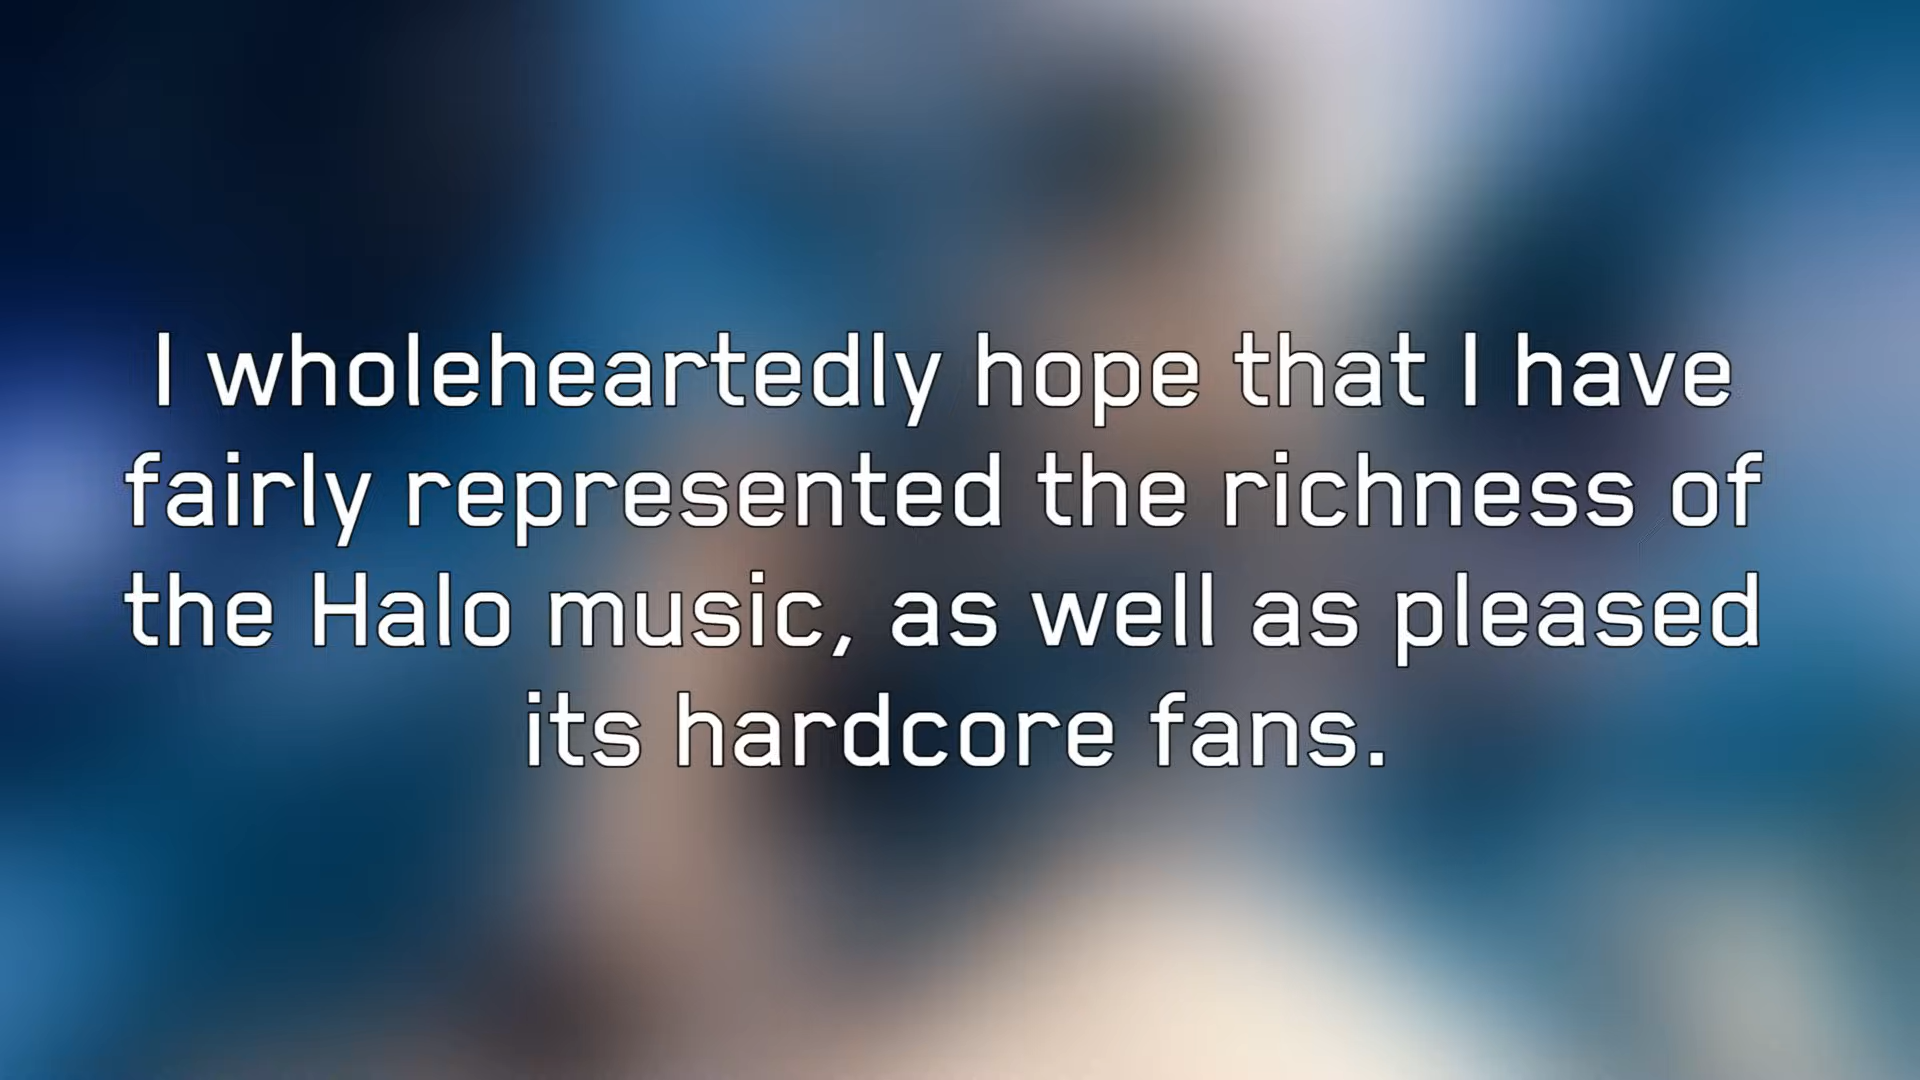 I wholeheartedly hope that I have
fairly represented the richness of
the Halo music, as well as pleased
its hardcore fans.